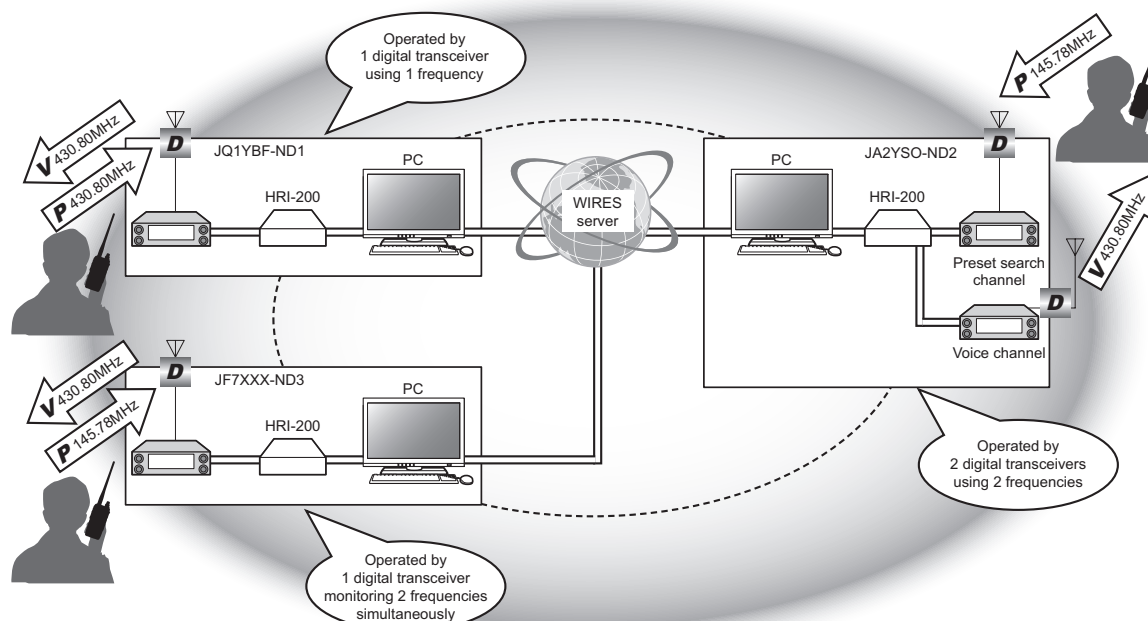 Operated by
1 digital transceiver
using 1 frequency
V 430.80MHz
P 430.80MHz
D
JQ1YBF-ND1
HRI-200
PC
WIRES
server
P 145.78MHz
D
JA2YSO-ND2
PC
HRI-200
Preset search
channel
V 430.80MHz
D
Voice channel
V 430.80MHz
P 145.78MHz
D
JF7XXX-ND3
HRI-200
PC
Operated by
2 digital transceivers
using 2 frequencies
Operated by
1 digital transceiver
monitoring 2 frequencies
simultaneously